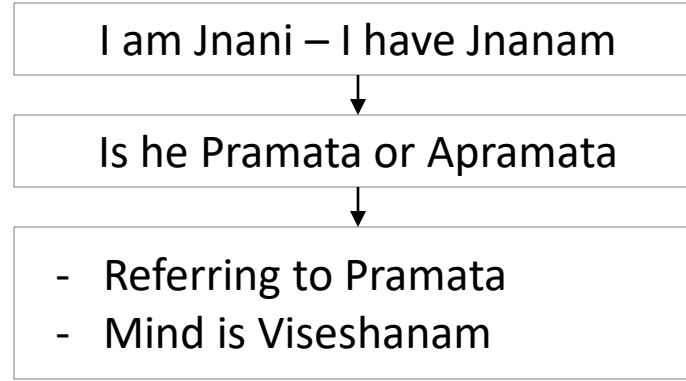 I am Jnani – I have Jnanam
Is he Pramata or Apramata
- Referring to Pramata
- Mind is Viseshanam